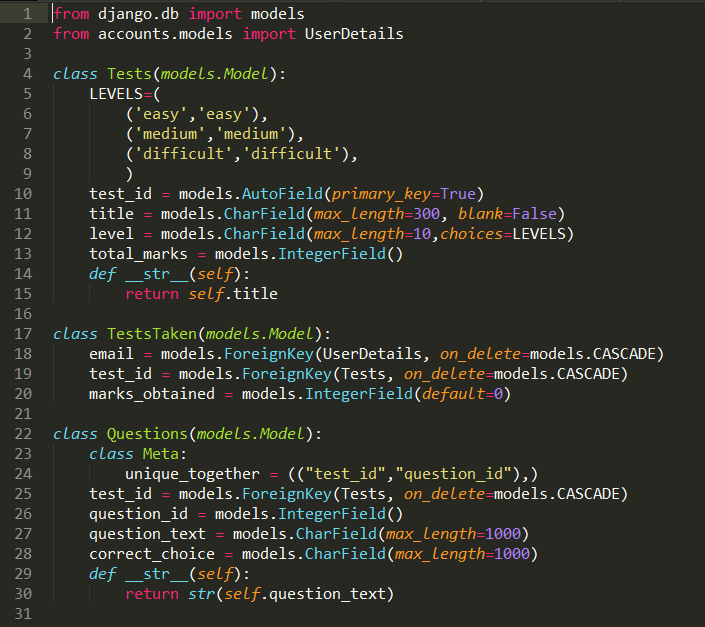 1 from django.db import models
2 from accounts.models import UserDetails
3
4 class Tests(models.Model):
5     LEVELS=(
6         ('easy','easy'),
7         ('medium','medium'),
8         ('difficult','difficult'),
9         )
10     test_id = models.AutoField(primary_key=True)
11     title = models.CharField(max_length=300, blank=False)
12     level = models.CharField(max_length=10,choices=LEVELS)
13     total_marks = models.IntegerField()
14     def __str__(self):
15         return self.title
16
17 class TestsTaken(models.Model):
18     email = models.ForeignKey(UserDetails, on_delete=models.CASCADE)
19     test_id = models.ForeignKey(Tests, on_delete=models.CASCADE)
20     marks_obtained = models.IntegerField(default=0)
21
22 class Questions(models.Model):
23     class Meta:
24         unique_together = (("test_id","question_id"),)
25     test_id = models.ForeignKey(Tests, on_delete=models.CASCADE)
26     question_id = models.IntegerField()
27     question_text = models.CharField(max_length=1000)
28     correct_choice = models.CharField(max_length=1000)
29     def __str__(self):
30         return str(self.question_text)
31